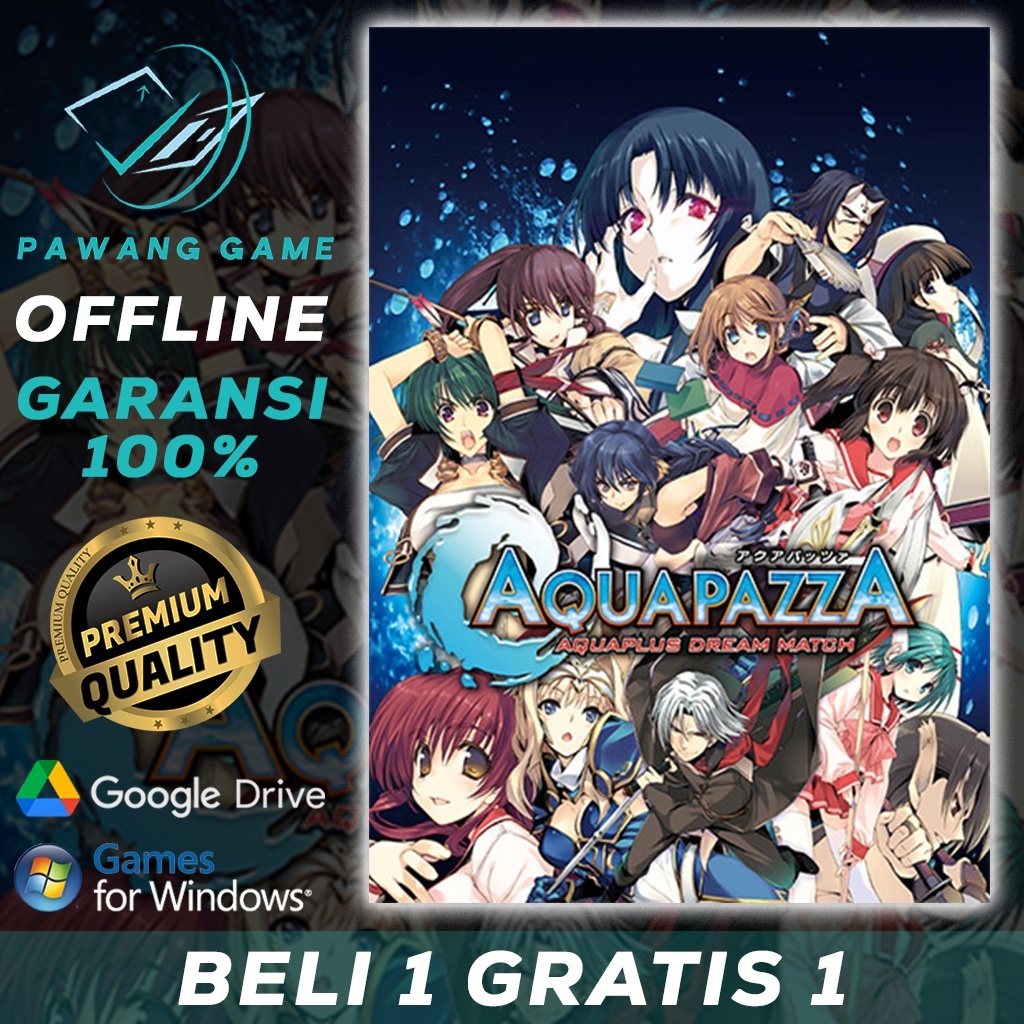 PAWANG GAME
OFFLINE
GARANSI
100%
PREMIUM QUALITY
PREMIUM
QUALITY
Google Drive
Games
for Windows®
アクアパッツァ
AQUAPAZZA
AQUAPLUS DREAM MATCH
BELI 1 GRATIS 1